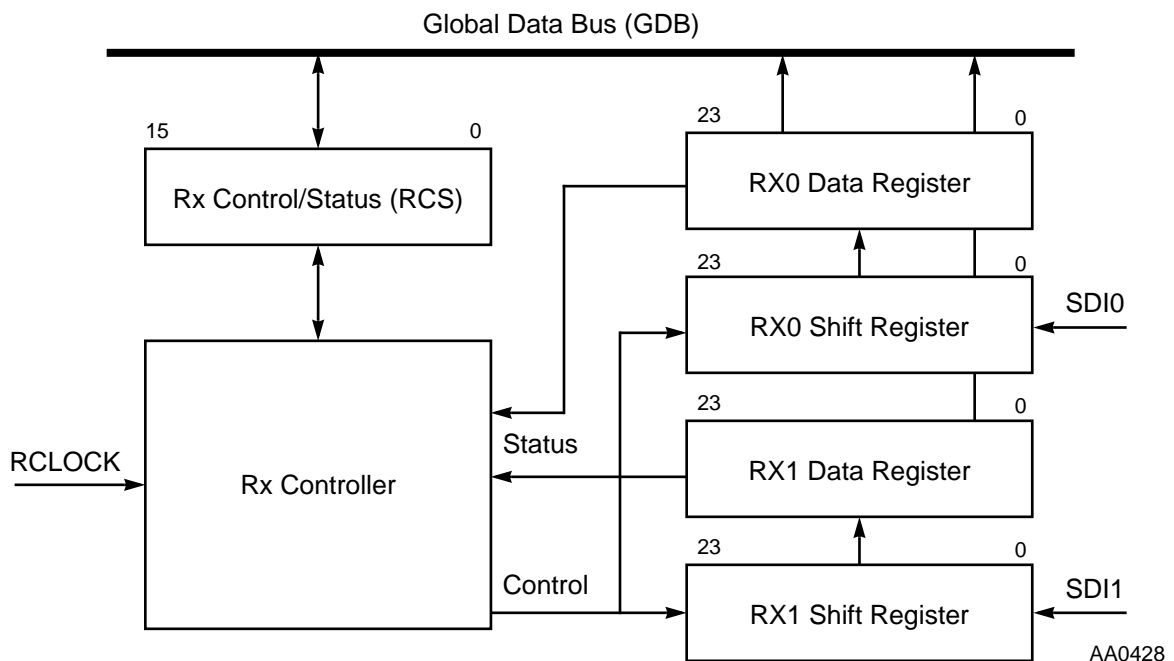 Global Data Bus (GDB)
15 0
Rx Control/Status (RCS)
23 0
RX0 Data Register
23 0
RX0 Shift Register
SDI0
23 0
RX1 Data Register
Status
RCLOCK
Rx Controller
23 0
Control
RX1 Shift Register
SDI1
AA0428